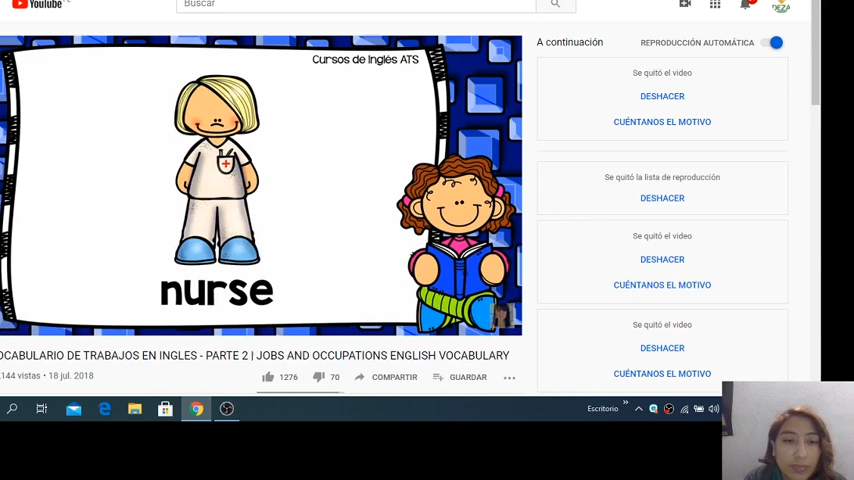 YouTube
Buscar
DEZA
Cursos de Inglés ATS
nurse
OCABULARIO DE TRABAJOS EN INGLES - PARTE 2 | JOBS AND OCCUPATIONS ENGLISH VOCABULARY
144 vistas • 18 jul. 2018
1276
70
COMPARTIR
GUARDAR
A continuación
REPRODUCCIÓN AUTOMÁTICA
Se quitó el video
DESHACER
CUÉNTANOS EL MOTIVO
Se quitó la lista de reproducción
DESHACER
Se quitó el video
DESHACER
CUÉNTANOS EL MOTIVO
Se quitó el video
DESHACER
CUÉNTANOS EL MOTIVO
Escritorio